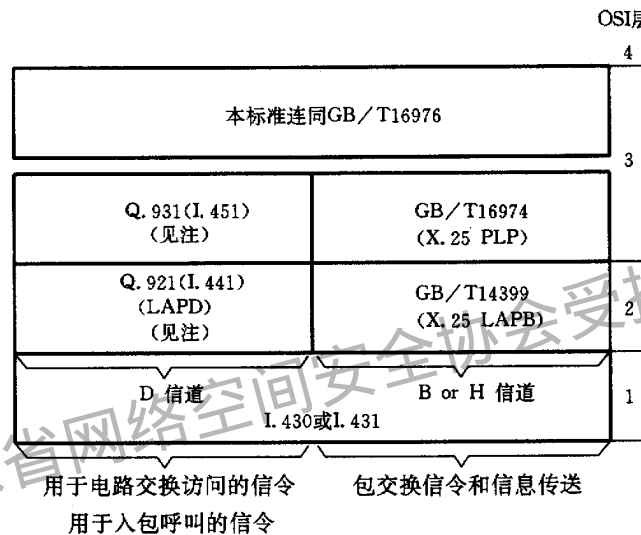 OSI层
4
本标准连同GB/T16976
3
Q.931(I.451)
(见注)
GB/T16974
(X.25 PLP)
Q.921(I.441)
(LAPD)
(见注)
GB/T14399
(X.25 LAPB)
2
D 信道
B or H 信道
1
I.430或I.431
用于电路交换访问的信令
用于入包呼叫的信令
包交换信令和信息传送
省网络空间安全协会受